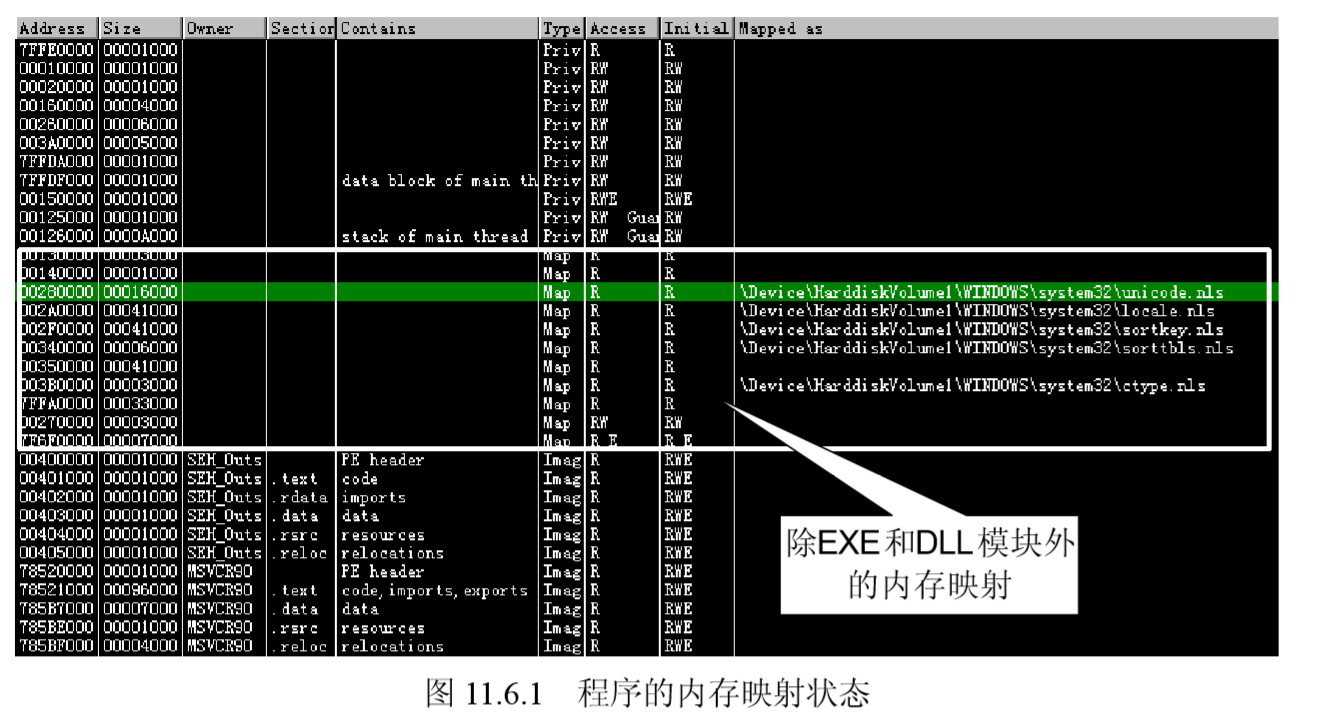 Address Size Owner Section Contains Type Access Initial Mapped as
7FFE0000 00001000 Priv R R
00010000 00001000 Priv RW RW
00020000 00001000 Priv RW RW
00160000 00004000 Priv RW RW
00260000 00006000 Priv RW RW
003A0000 00005000 Priv RW RW
7FFDA000 00001000 Priv RW RW
7FFDF000 00001000 data block of main th Priv RW RW
00150000 00001000 Priv RWE RWE
00125000 00001000 Priv RW Guar RW
00126000 0000A000 stack of main thread Priv RW Guar RW
00130000 00003000 Map R R
00140000 00001000 Map R R
00280000 00016000 Map R R \Device\HarddiskVolume1\WINDOWS\system32\unicode.nls
002A0000 00041000 Map R R \Device\HarddiskVolume1\WINDOWS\system32\locale.nls
002F0000 00041000 Map R R \Device\HarddiskVolume1\WINDOWS\system32\sortkey.nls
00340000 00006000 Map R R \Device\HarddiskVolume1\WINDOWS\system32\sorttbls.nls
00350000 00041000 Map R R
003B0000 00003000 Map R R \Device\HarddiskVolume1\WINDOWS\system32\ctype.nls
7FFA0000 00033000 Map R R
00270000 00003000 Map RW RW
7F6F0000 00007000 Map R E R E
00400000 00001000 SEH_Outs PE header Imag R RWE
00401000 00001000 SEH_Outs .text code Imag R RWE
00402000 00001000 SEH_Outs .rdata imports Imag R RWE
00403000 00001000 SEH_Outs .data data Imag R RWE
00404000 00001000 SEH_Outs .rsrc resources Imag R RWE
00405000 00001000 SEH_Outs .reloc relocations Imag R RWE
78520000 00001000 MSVCR90 PE header Imag R RWE
78521000 00096000 MSVCR90 .text code,imports,exports Imag R RWE
785B7000 00007000 MSVCR90 .data data Imag R RWE
785BE000 00001000 MSVCR90 .rsrc resources Imag R RWE
785BF000 00004000 MSVCR90 .reloc relocations Imag R RWE
除EXE和DLL模块外
的内存映射
图 11.6.1 程序的内存映射状态